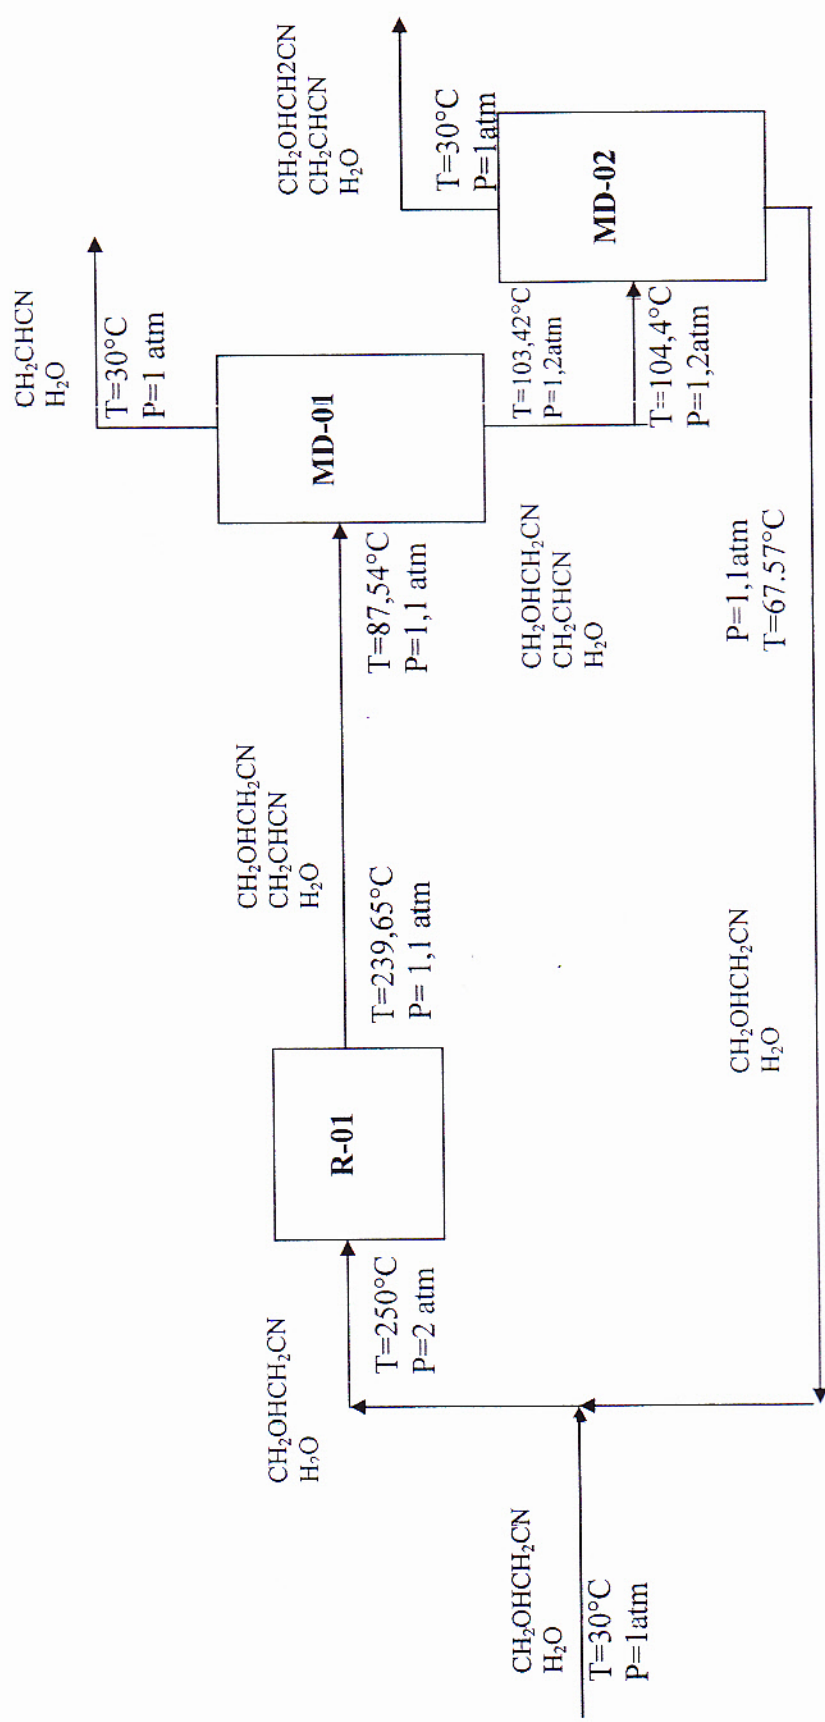 CH₂OHCH₂CN
H₂O
T=30°C
P=1atm
CH₂OHCH₂CN
H₂O
T=250°C
P=2 atm
R-01
CH₂OHCH₂CN
CH₂CHCN
H₂O
T=239,65°C
P= 1,1 atm
T=87,54°C
P=1,1 atm
MD-01
CH₂CHCN
H₂O
T=30°C
P=1 atm
CH₂OHCH₂CN
CH₂CHCN
H₂O
T=103,42°C
P=1,2atm
T=104,4°C
P=1,2atm
MD-02
CH₂OHCH2CN
CH₂CHCN
H₂O
T=30°C
P=1atm
P=1,1atm
T=67.57°C
CH₂OHCH₂CN
H₂O